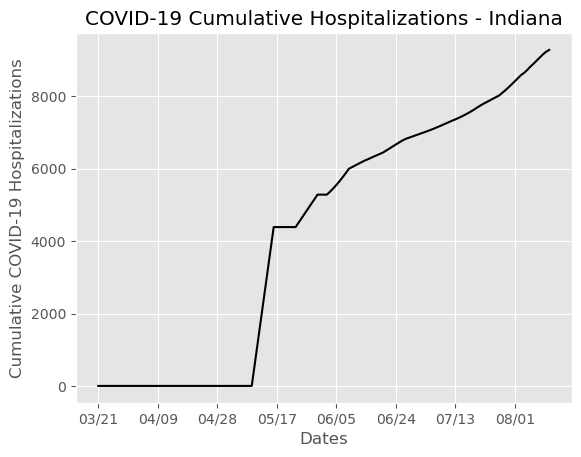 COVID-19 Cumulative Hospitalizations - Indiana
Cumulative COVID-19 Hospitalizations
8000
6000
4000
2000
0
03/21 04/09 04/28 05/17 06/05 06/24 07/13 08/01
Dates